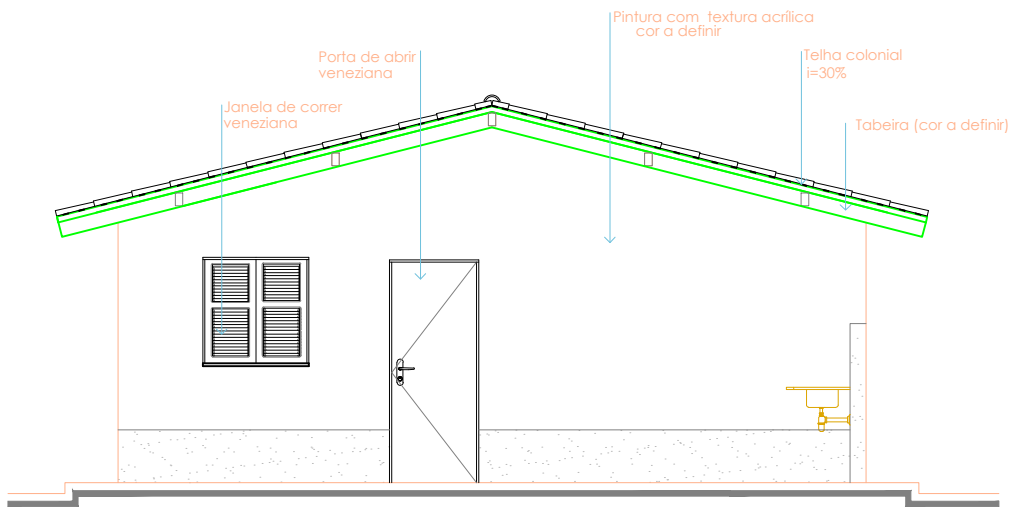 Pintura com textura acrílica
cor a definir
Porta de abrir
veneziana
Telha colonial
i=30%
Janela de correr
veneziana
Tabeira (cor a definir)